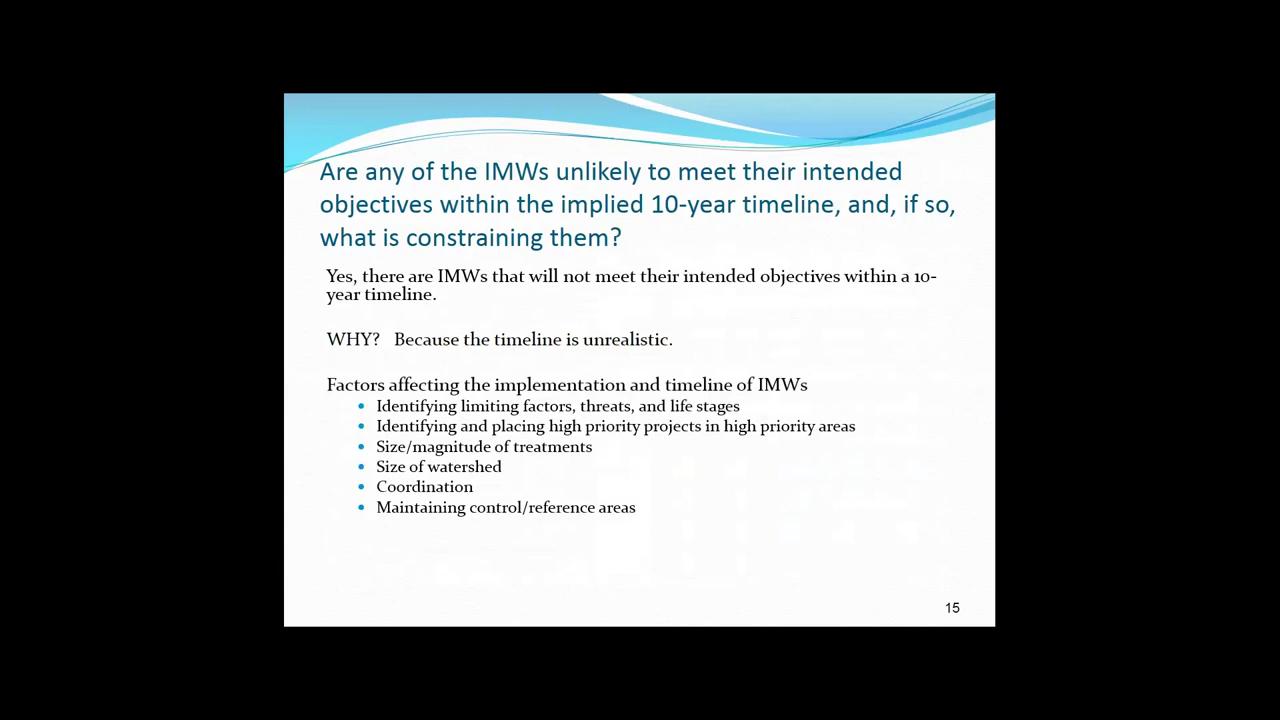 Are any of the IMWs unlikely to meet their intended
objectives within the implied 10-year timeline, and, if so,
what is constraining them?
Yes, there are IMWs that will not meet their intended objectives within a 10-
year timeline.
WHY? Because the timeline is unrealistic.
Factors affecting the implementation and timeline of IMWs
• Identifying limiting factors, threats, and life stages
• Identifying and placing high priority projects in high priority areas
• Size/magnitude of treatments
• Size of watershed
• Coordination
• Maintaining control/reference areas
15